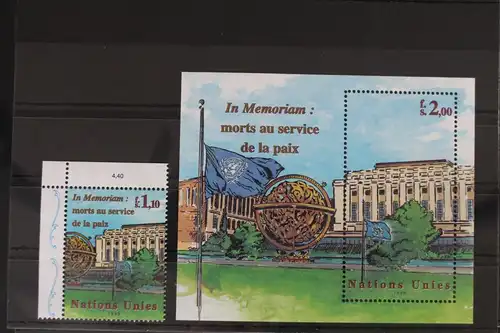 4,40
In Memoriam :
morts au service
de la paix
f.s. 1,10
Nations Unies
In Memoriam :
morts au service
de la paix
f.s. 2,00
Nations Unies